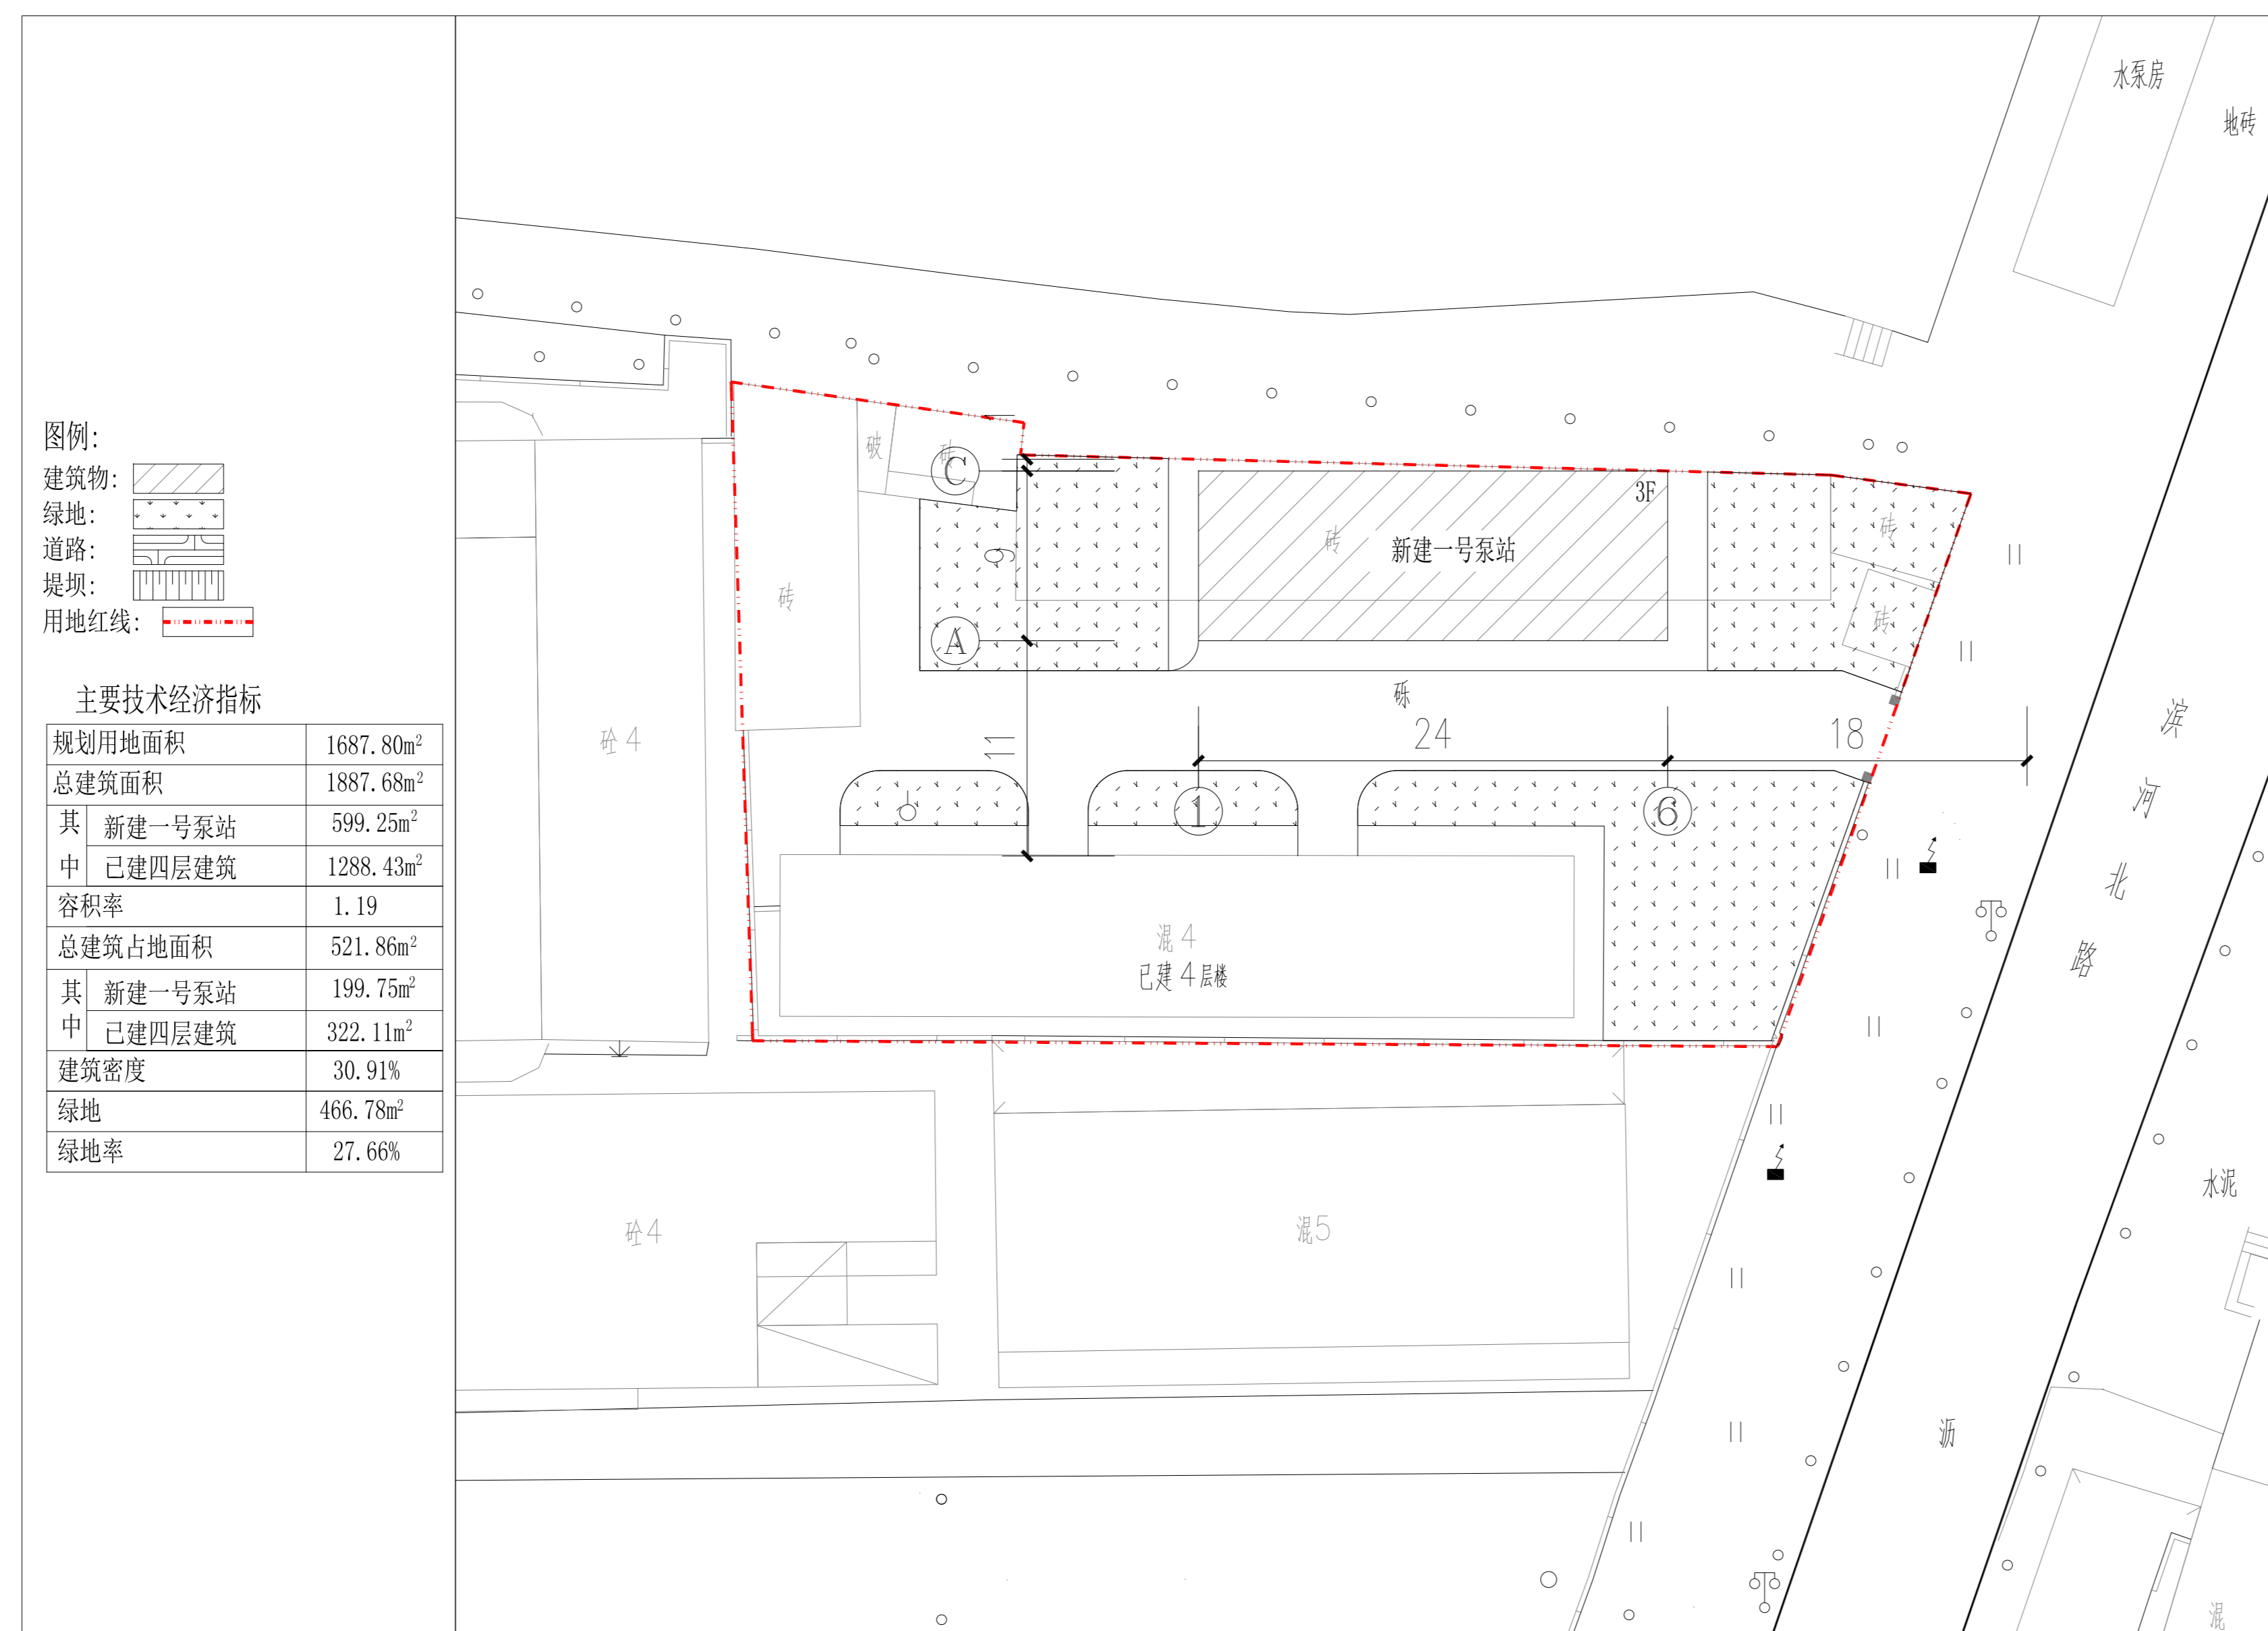 图例：
建筑物：
绿地：
道路：
堤坝：
用地红线：
主要技术经济指标
规划用地面积 1687.80m²
总建筑面积 1887.68m²
其中 新建一号泵站 599.25m²
已建四层建筑 1288.43m²
容积率 1.19
总建筑占地面积 521.86m²
其中 新建一号泵站 199.75m²
已建四层建筑 322.11m²
建筑密度 30.91%
绿地 466.78m²
绿地率 27.66%
水泵房
地砖
破
砖
C
3F
砖
新建一号泵站
砖
9
砖
A
砖
砾
砼4
11
24
18
1
6
混4
已建4层楼
滨
河
北
路
砼4
混5
水泥
沥
混